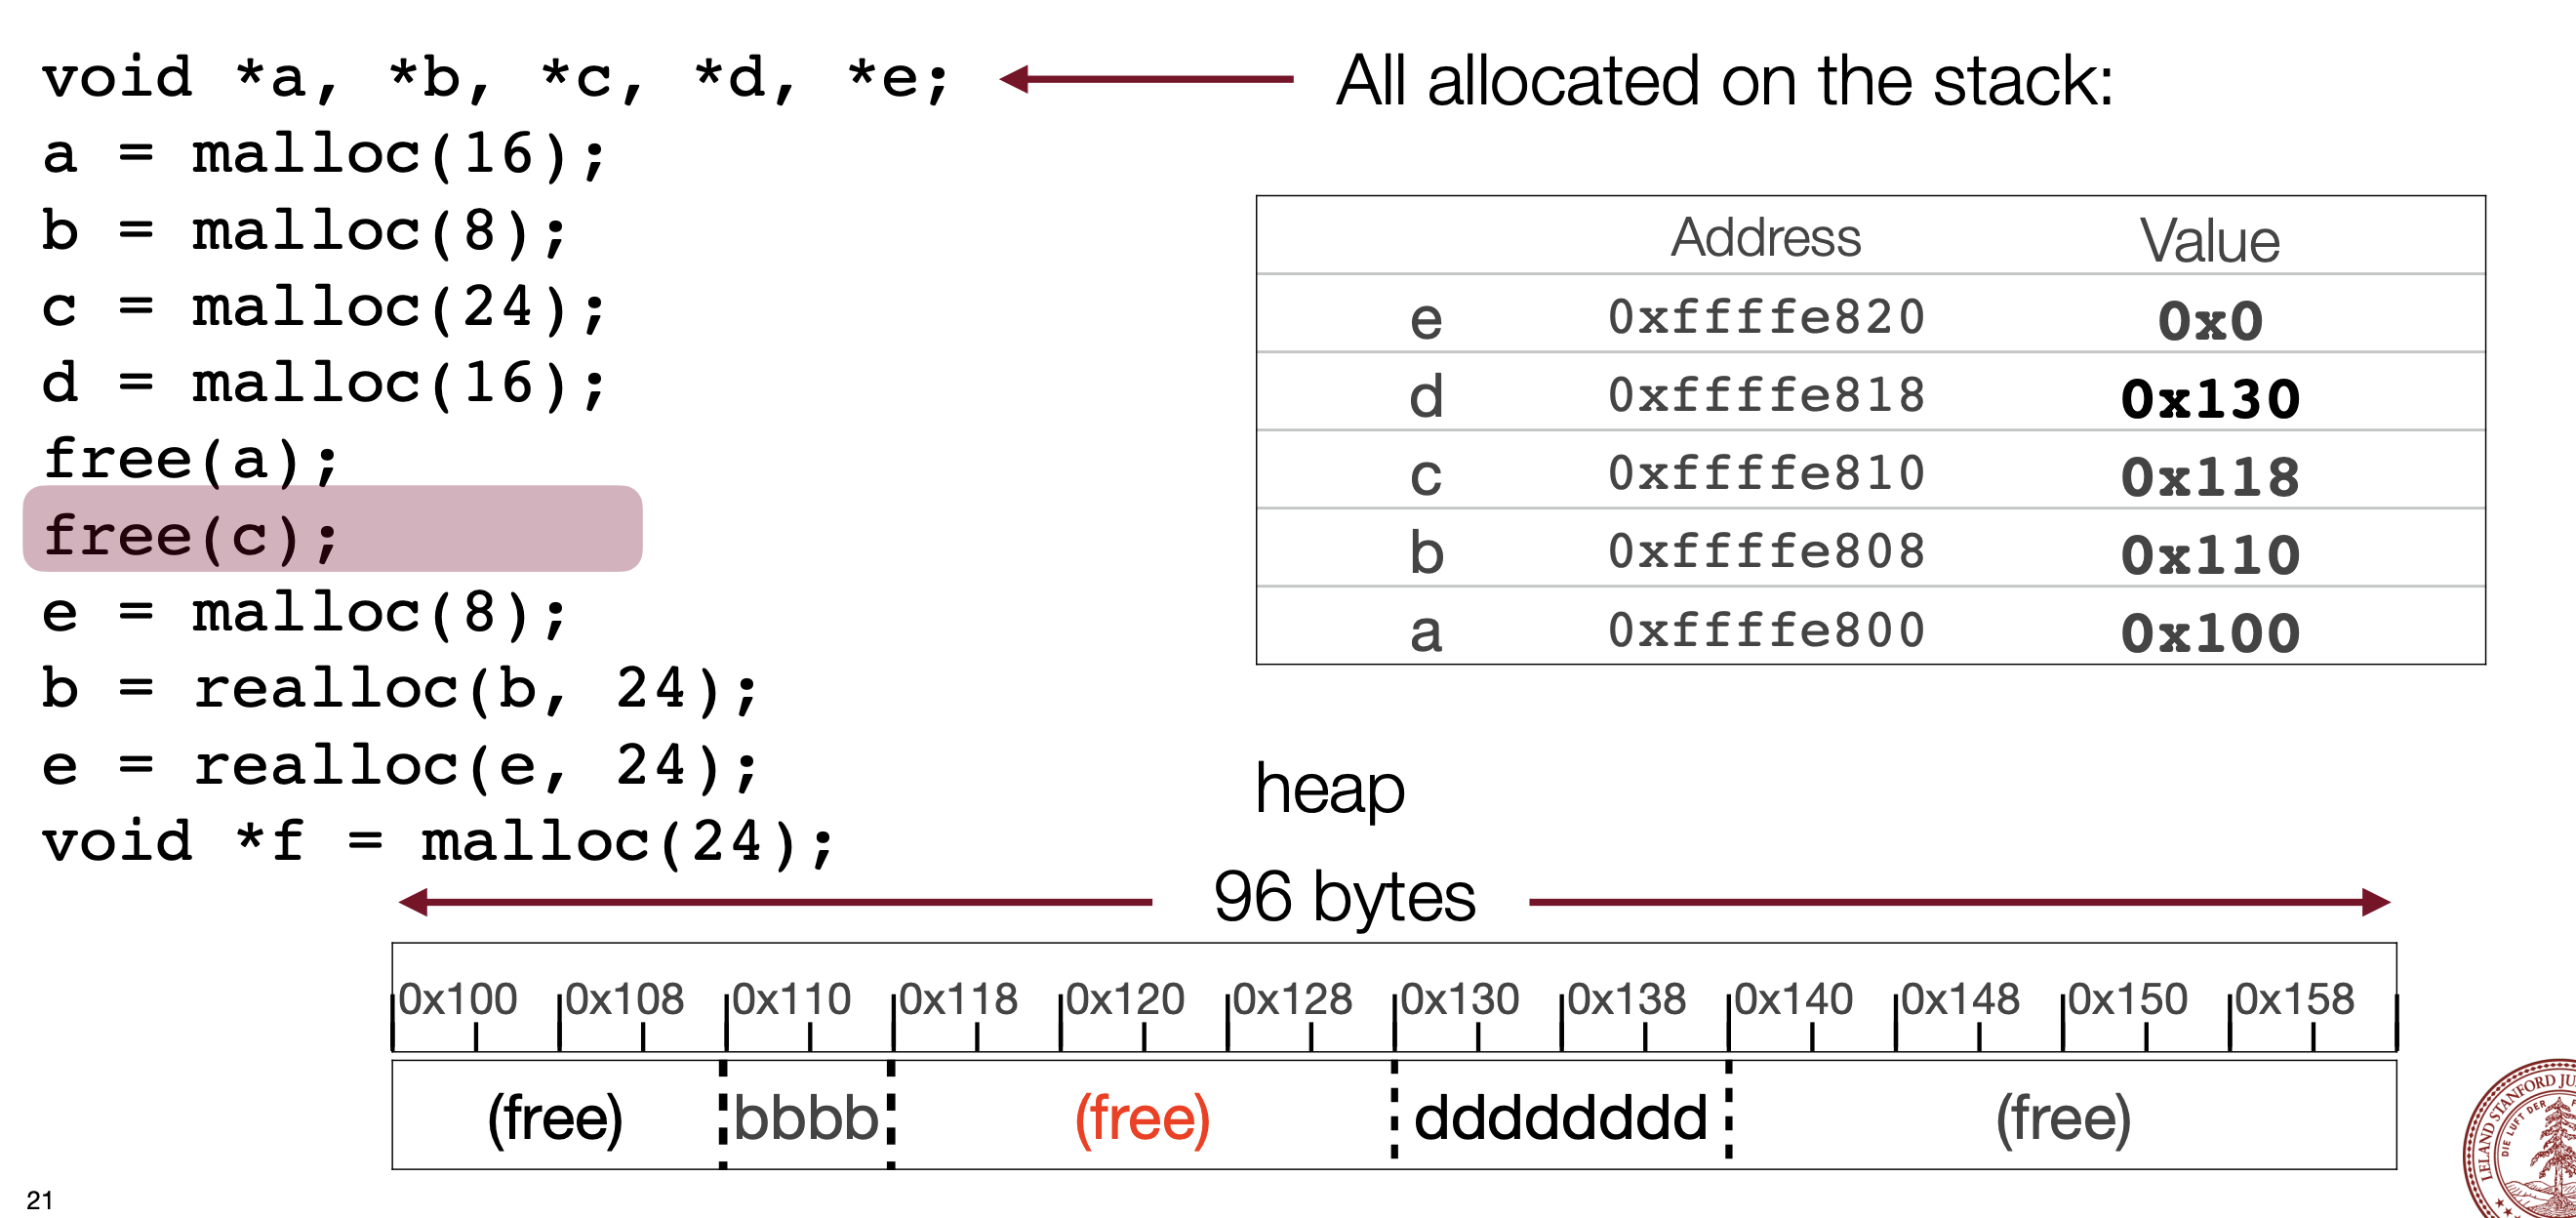 void *a, *b, *c, *d, *e;
All allocated on the stack:
a = malloc(16);
b = malloc(8);
c = malloc(24);
d = malloc(16);
free(a);
free(c);
e = malloc(8);
b = realloc(b, 24);
e = realloc(e, 24);
void *f = malloc(24);
Address Value
e 0xffffe820 0x0
d 0xffffe818 0x130
c 0xffffe810 0x118
b 0xffffe808 0x110
a 0xffffe800 0x100
heap
96 bytes
0x100 0x108 0x110 0x118 0x120 0x128 0x130 0x138 0x140 0x148 0x150 0x158
(free) bbbb (free) dddddddd (free)
LELAND STANFORD JU
DIE LUFT DER
21